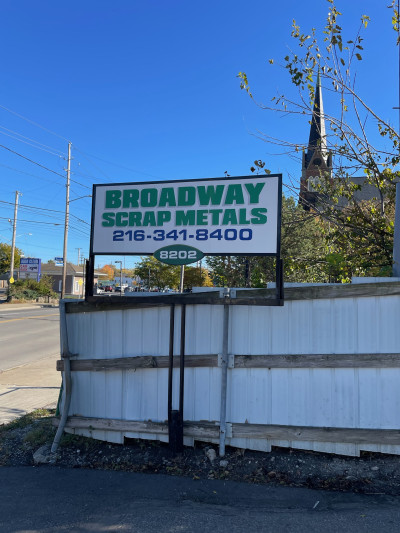 BROADWAY
SCRAP METALS
216-341-8400
8202